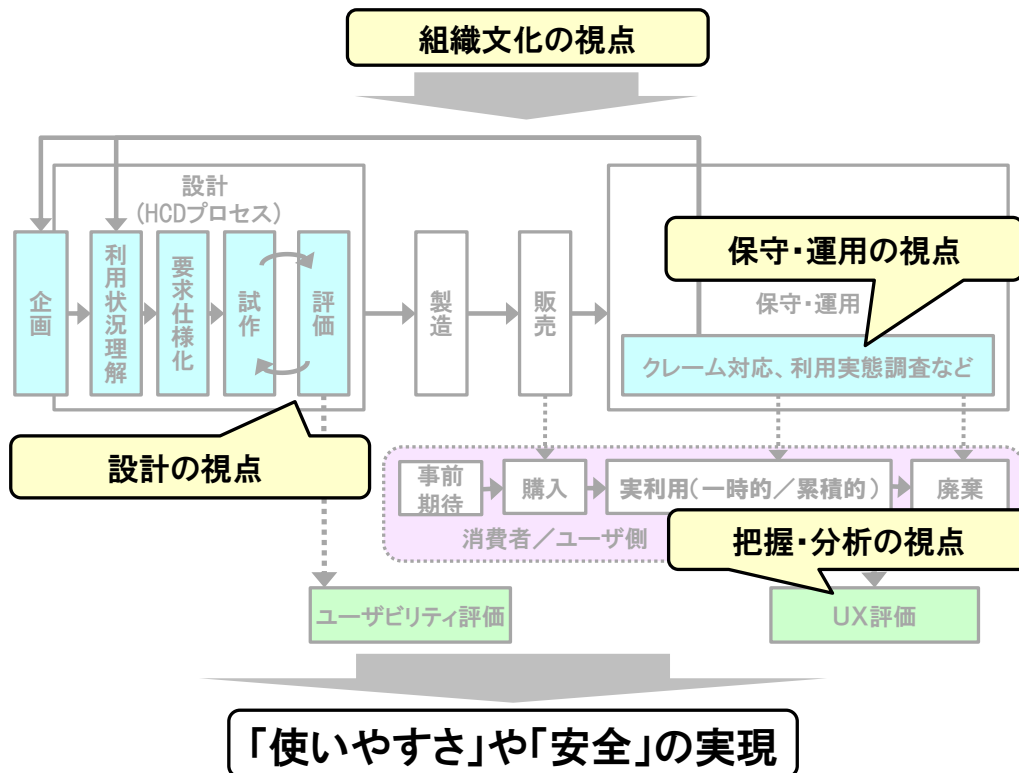 組織文化の視点
設計
(HCDプロセス)
企画
利用状況理解
要求仕様化
試作
評価
製造
販売
保守・運用の視点
保守・運用
クレーム対応、利用実態調査など
設計の視点
事前
期待
購入
実利用(一時的/累積的)
廃棄
消費者/ユーザ側
把握・分析の視点
ユーザビリティ評価
UX評価
「使いやすさ」や「安全」の実現